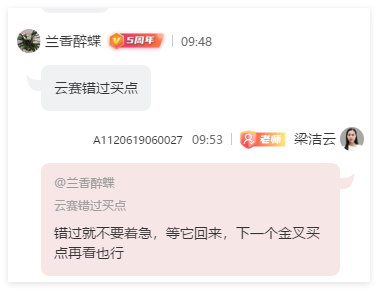 兰香醉蝶 5周年 09:48
云赛错过买点
A1120619060027 09:53 老师 梁洁云
@兰香醉蝶
云赛错过买点
错过就不要着急，等它回来，下一个金叉买
点再看也行